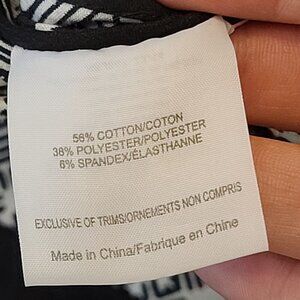 56% COTTON/COTON
38% POLYESTER/POLYESTER
6% SPANDEX/ÉLASTHANNE
EXCLUSIVE OF TRIMS/ORNEMENTS NON COMPRIS
Made in China/Fabrique en Chine